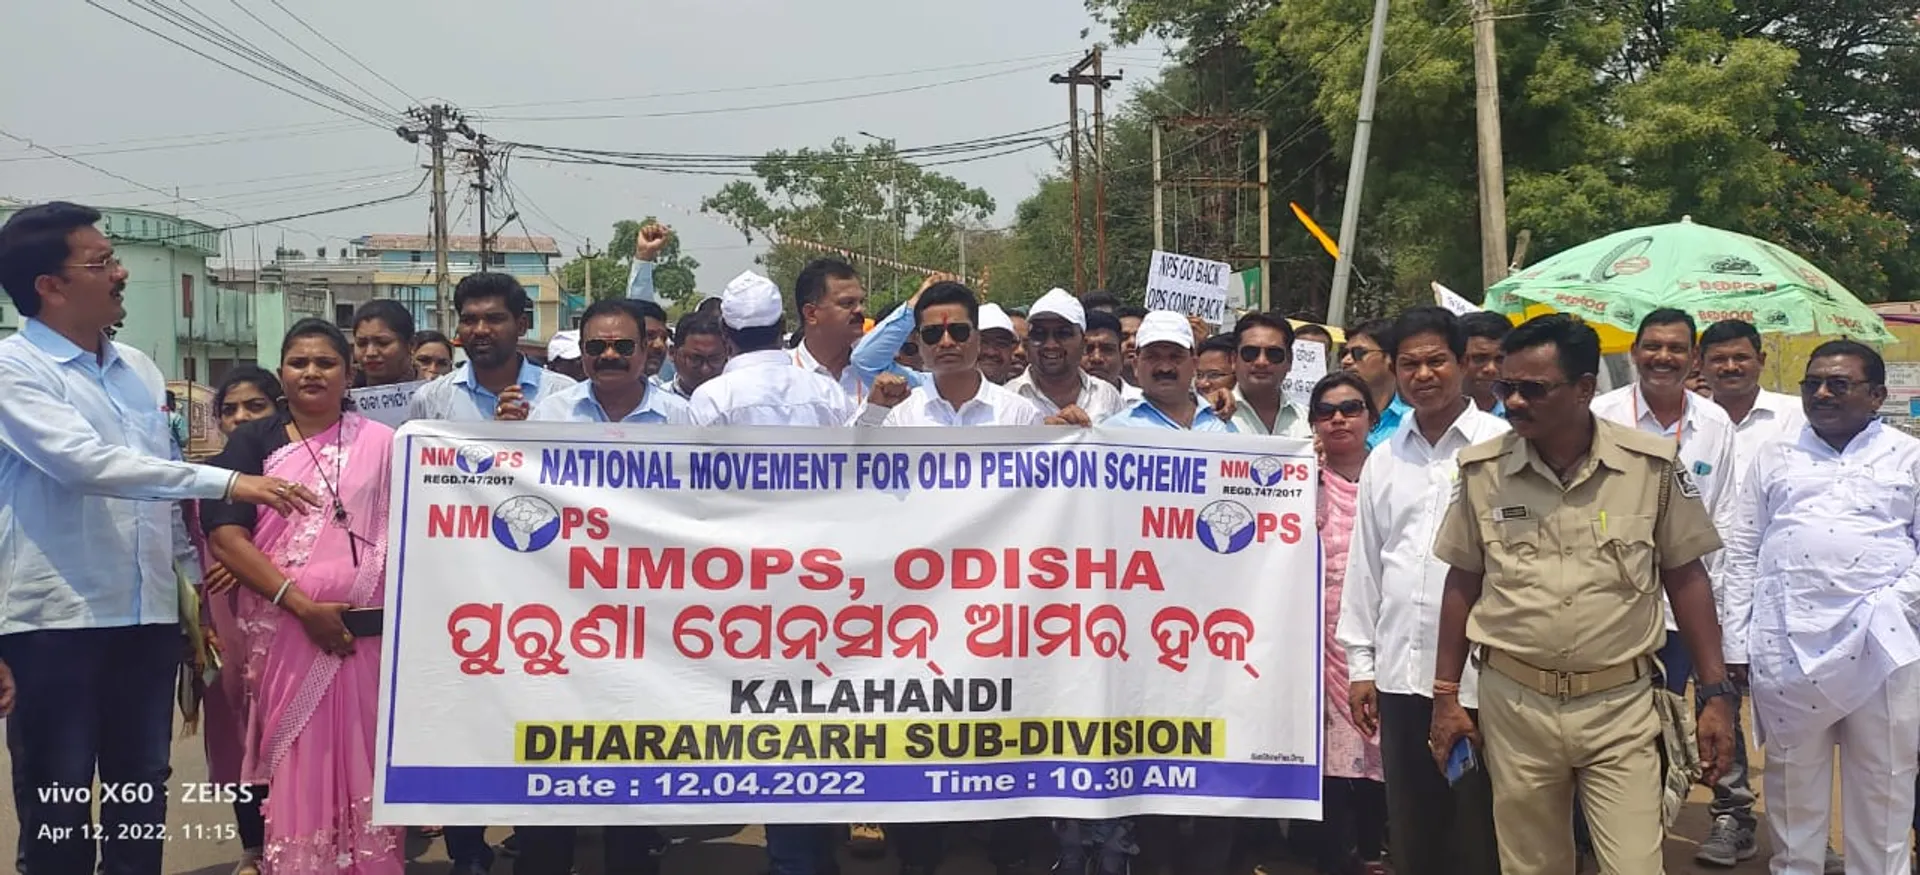 NPS GO BACK
OPS COME BACK
NMOPS
REGD.747/2017
NATIONAL MOVEMENT FOR OLD PENSION SCHEME
NMOPS
REGD.747/2017
NMOPS
NMOPS
NMOPS, ODISHA
ପୁରୁଣା ପେନ୍‌ସନ୍ ଆମର ହକ୍
KALAHANDI
DHARAMGARH SUB-DIVISION
Date : 12.04.2022 Time : 10.30 AM
vivo X60 · ZEISS
Apr 12, 2022, 11:15